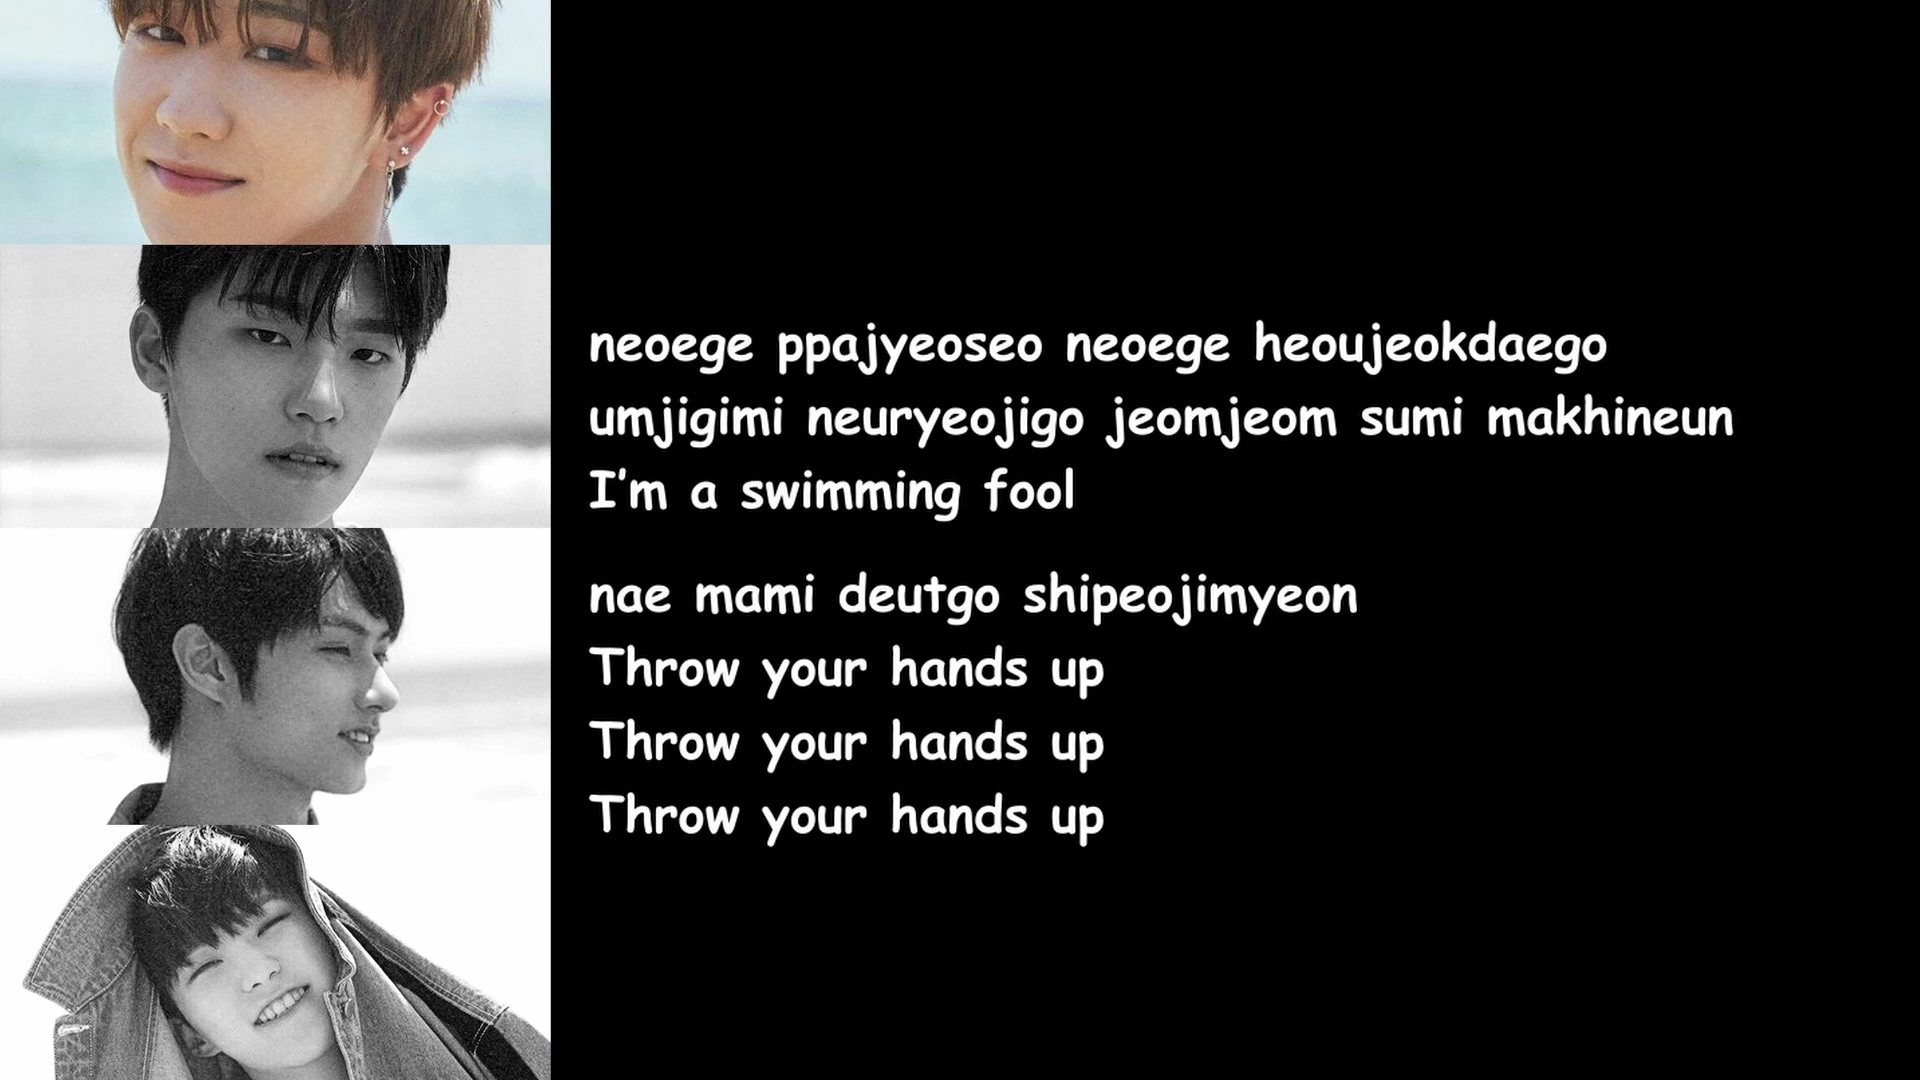 neoege ppajyeoseo neoege heoujeokdaego
umjigimi neuryeojigo jeomjeom sumi makhineun
I'm a swimming fool
nae mami deutgo shipeojimyeon
Throw your hands up
Throw your hands up
Throw your hands up